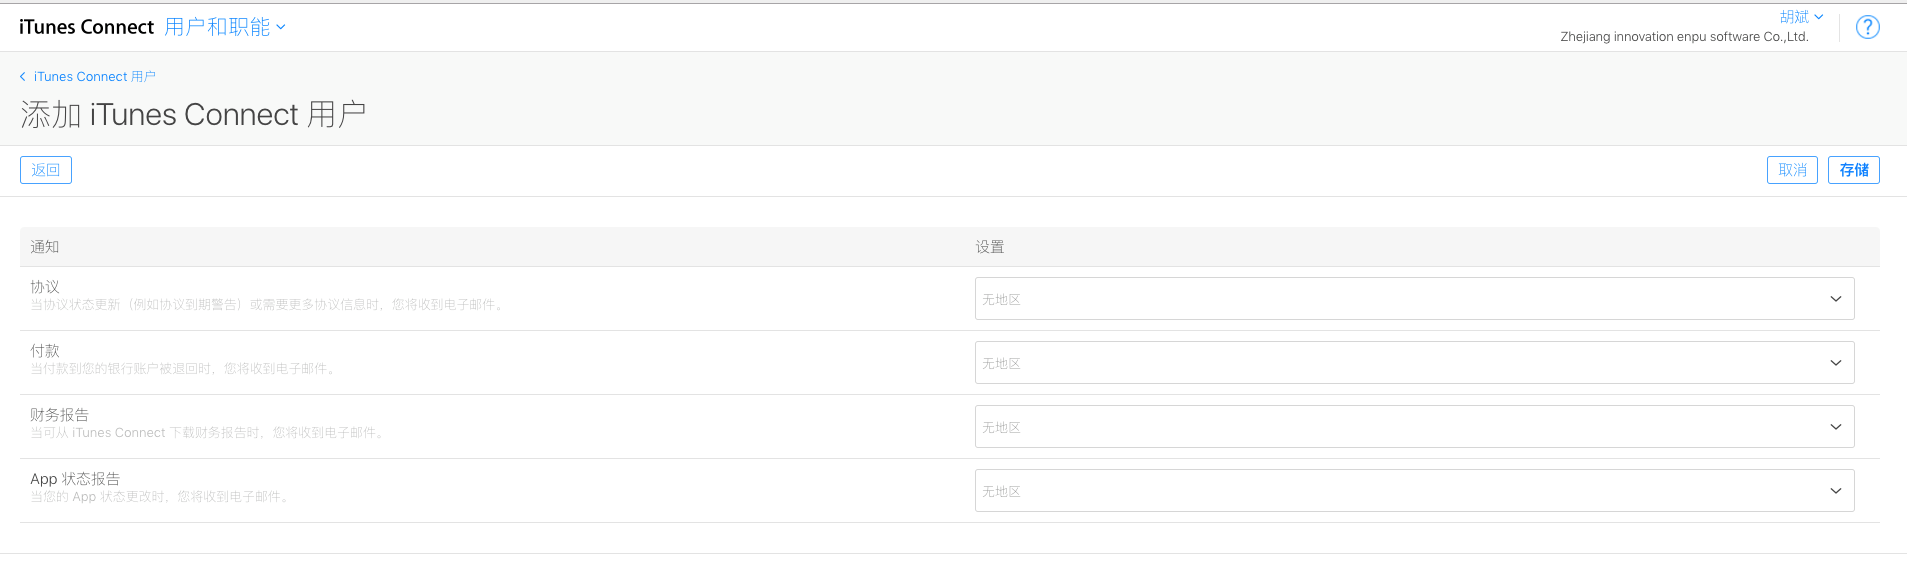 iTunes Connect 用户和职能
胡斌
Zhejiang innovation enpu software Co.,Ltd.
?
iTunes Connect 用户
添加 iTunes Connect 用户
返回
取消 存储
通知 设置
协议
当协议状态更新（例如协议到期警告）或需要更多协议信息时，您将收到电子邮件。
无地区
付款
当付款到您的银行账户被退回时，您将收到电子邮件。
无地区
财务报告
当可从 iTunes Connect 下载财务报告时，您将收到电子邮件。
无地区
App 状态报告
当您的 App 状态更改时，您将收到电子邮件。
无地区